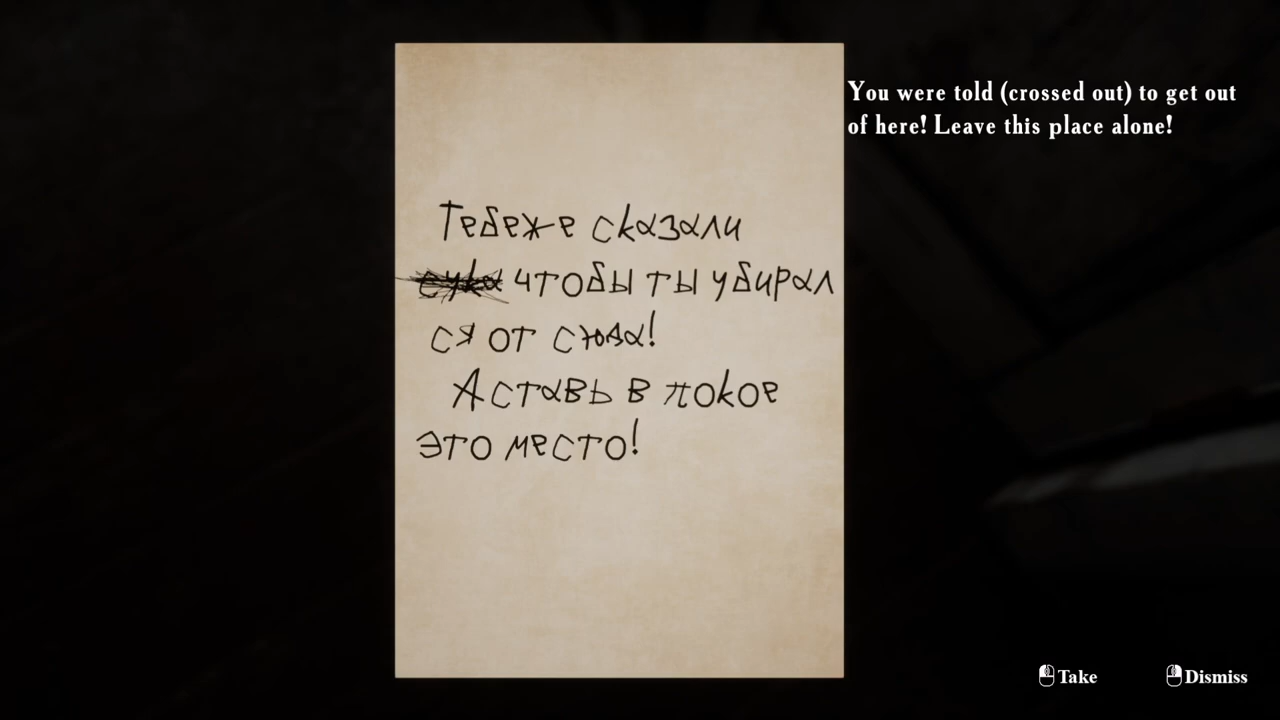 Тебеже сказали
сука чтобы ты убирал
ся от сюда!
Аставь в покое
это место!
You were told (crossed out) to get out
of here! Leave this place alone!
Take
Dismiss